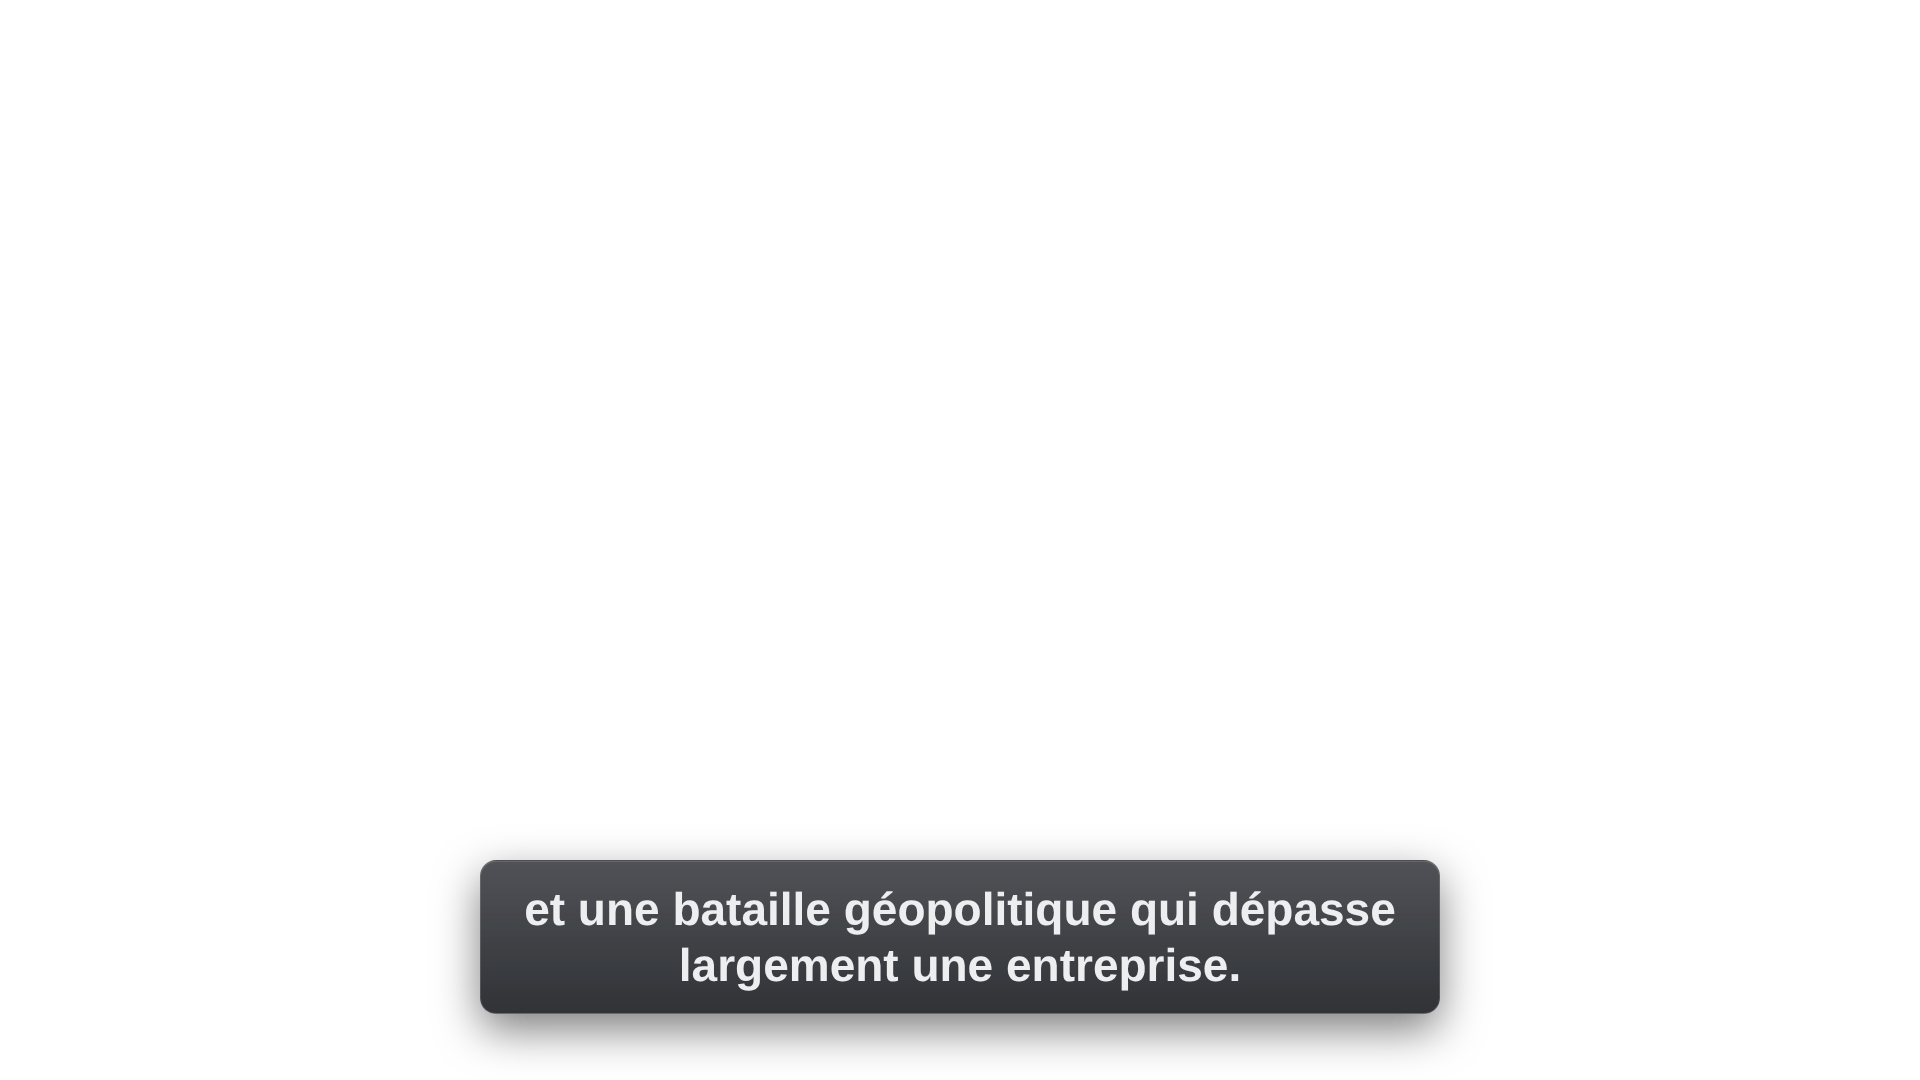 et une bataille géopolitique qui dépasse
largement une entreprise.